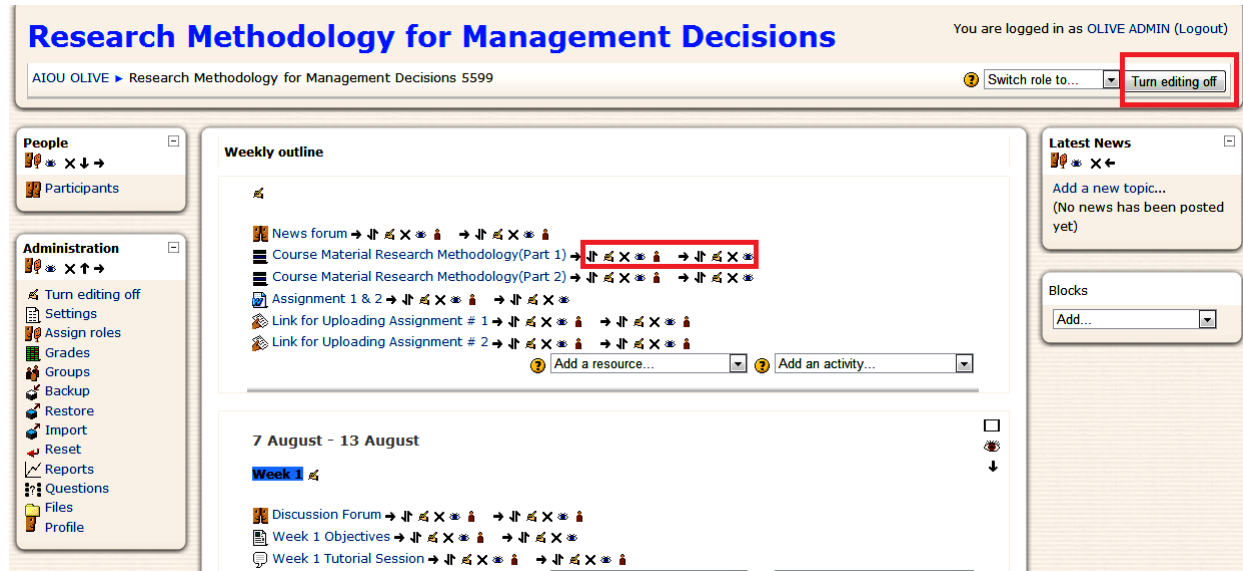 Research Methodology for Management Decisions
You are logged in as OLIVE ADMIN (Logout)
AIOU OLIVE ► Research Methodology for Management Decisions 5599
Switch role to...
Turn editing off
People
Participants
Administration
Turn editing off
Settings
Assign roles
Grades
Groups
Backup
Restore
Import
Reset
Reports
Questions
Files
Profile
Weekly outline
News forum
Course Material Research Methodology(Part 1)
Course Material Research Methodology(Part 2)
Assignment 1 & 2
Link for Uploading Assignment # 1
Link for Uploading Assignment # 2
Add a resource...
Add an activity...
7 August - 13 August
Week 1
Discussion Forum
Week 1 Objectives
Week 1 Tutorial Session
Latest News
Add a new topic...
(No news has been posted
yet)
Blocks
Add...